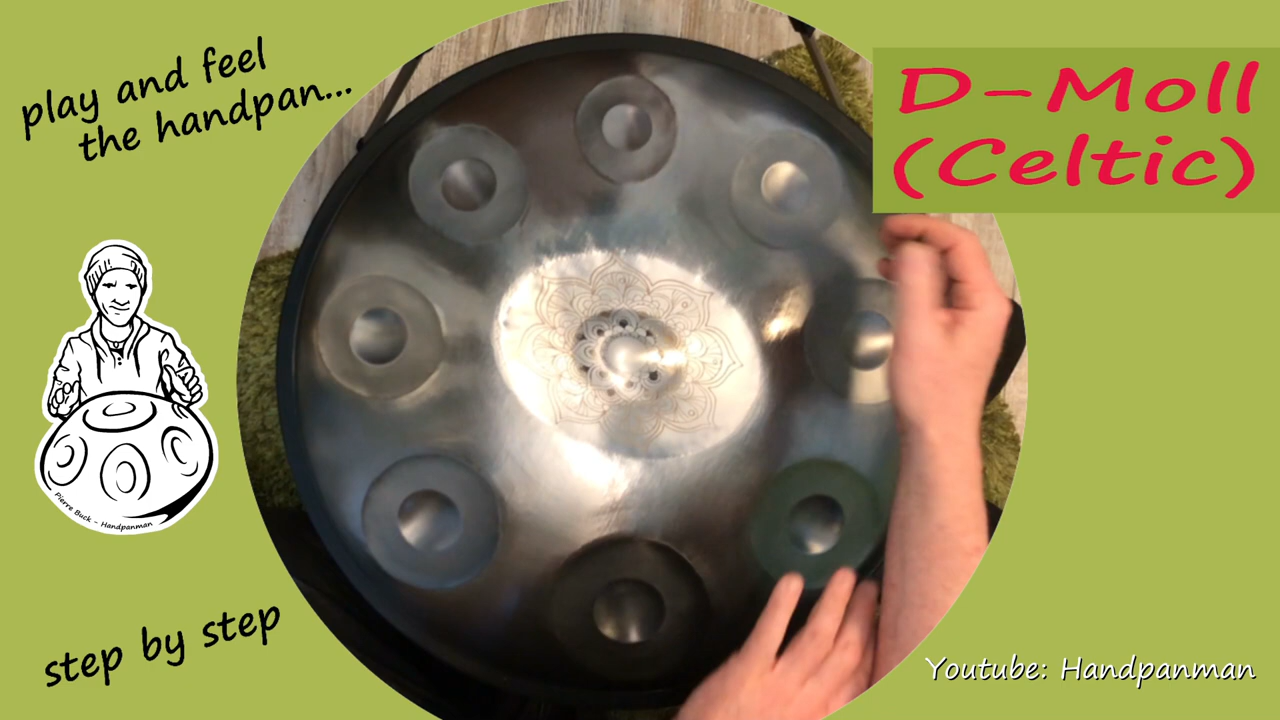 play and feel
the handpan...
D-Moll
(Celtic)
Pierre Buck - Handpanman
step by step
Youtube: Handpanman